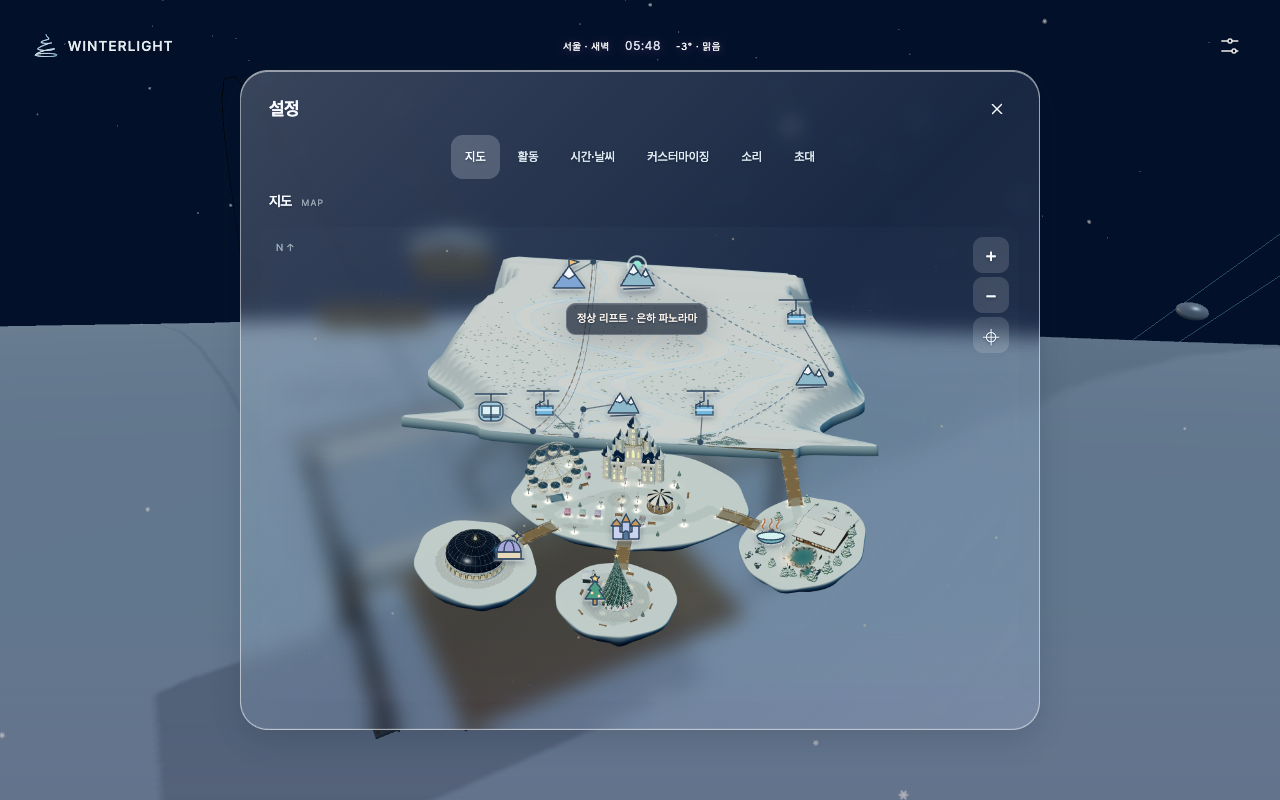 WINTERLIGHT
서울 · 새벽 05:48 -3° · 맑음
설정
지도 활동 시간·날씨 커스터마이징 소리 초대
지도 MAP
N ↑
+
정상 리프트 · 은하 파노라마
−